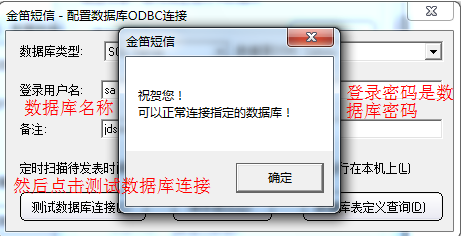 金笛短信 - 配置数据库ODBC连接
金笛短信
数据库类型:
祝贺您！
可以正常连接指定的数据库！
登录用户名: sa
登录密码是数据库密码
数据库名称
备注: jds
定时扫描待发表时
行在本机上(L)
然后点击测试数据库连接
确定
测试数据库连接
库表定义查询(D)